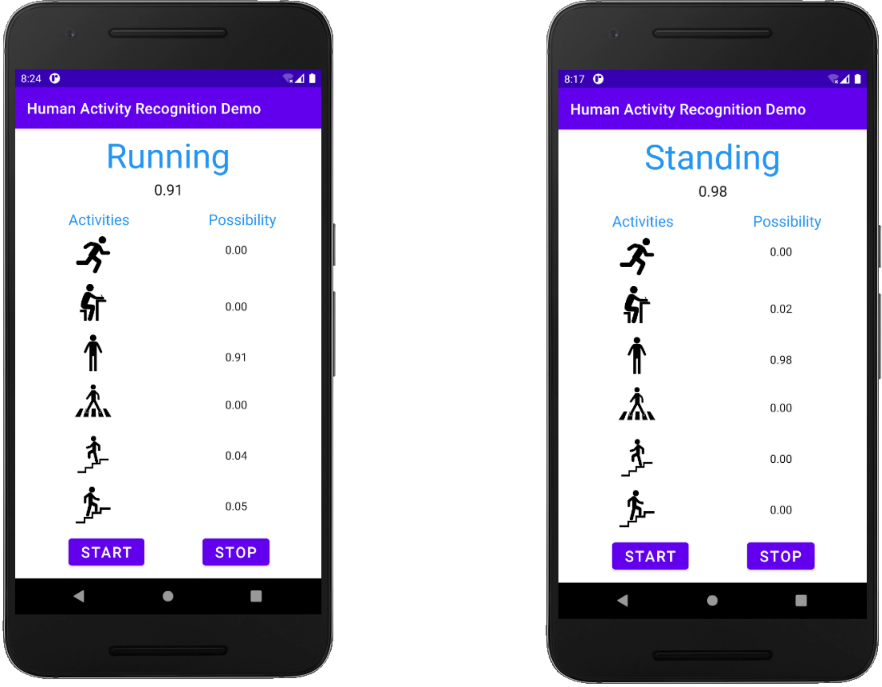 8:24
Human Activity Recognition Demo
Running
0.91
Activities Possibility
0.00
0.00
0.91
0.00
0.04
0.05
START STOP
8:17
Human Activity Recognition Demo
Standing
0.98
Activities Possibility
0.00
0.02
0.98
0.00
0.00
0.00
START STOP